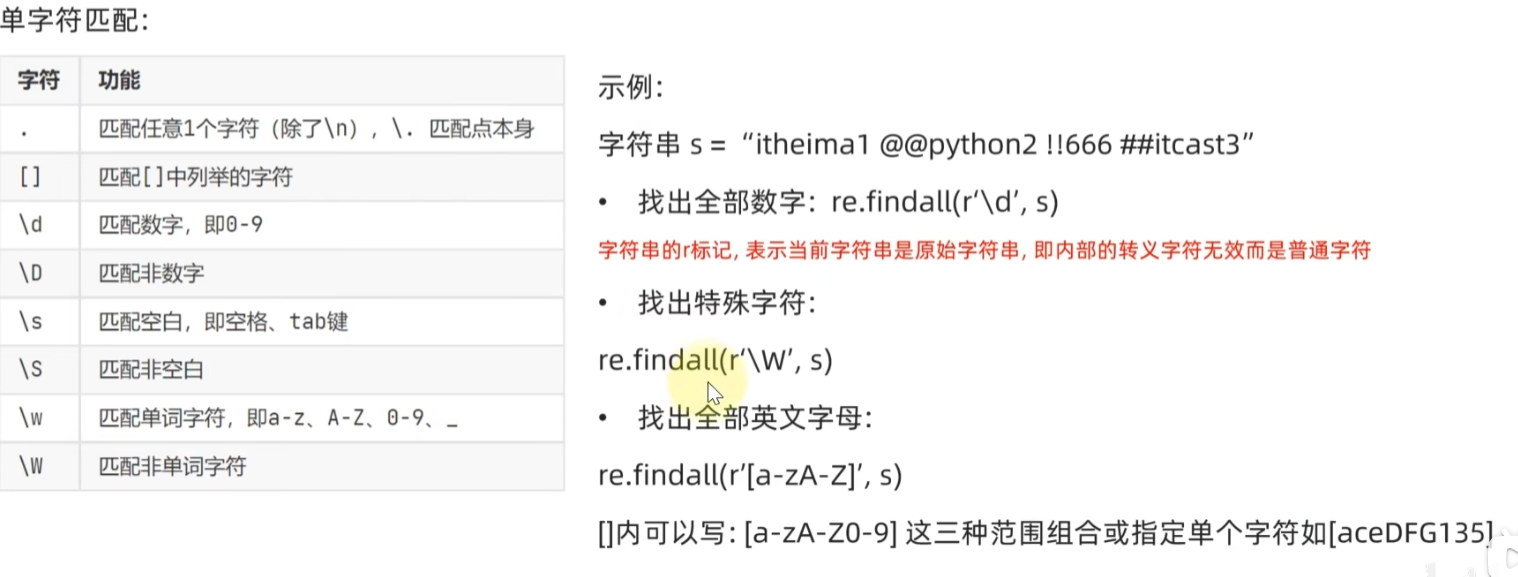 单字符匹配：
字符 功能
. 匹配任意1个字符（除了\n），\. 匹配点本身
[] 匹配[]中列举的字符
\d 匹配数字，即0-9
\D 匹配非数字
\s 匹配空白，即空格、tab键
\S 匹配非空白
\w 匹配单词字符，即a-z、A-Z、0-9、_
\W 匹配非单词字符
示例：
字符串 s = “itheima1 @@python2 !!666 ##itcast3”
• 找出全部数字：re.findall(r‘\d’, s)
字符串的r标记, 表示当前字符串是原始字符串, 即内部的转义字符无效而是普通字符
• 找出特殊字符：
re.findall(r‘\W’, s)
• 找出全部英文字母：
re.findall(r’[a-zA-Z]’, s)
[]内可以写: [a-zA-Z0-9] 这三种范围组合或指定单个字符如[aceDFG135]